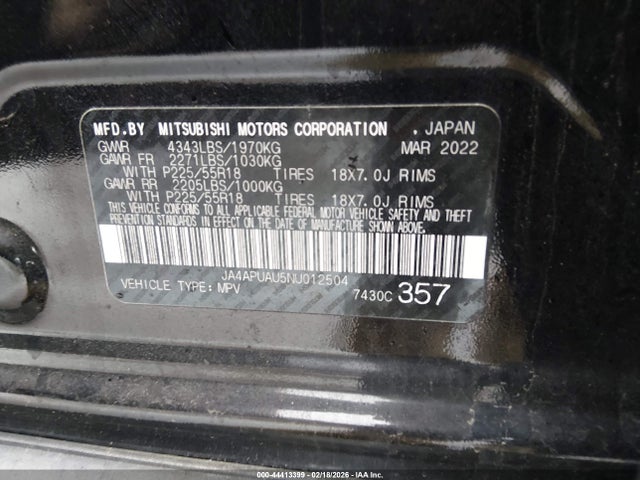 MFD.BY MITSUBISHI MOTORS CORPORATION . JAPAN
GVWR 4343LBS/1970KG MAR 2022
GAWR FR 2271LBS/1030KG
WITH P225/55R18 TIRES 18X7.0J RIMS
GAWR RR 2205LBS/1000KG
WITH P225/55R18 TIRES 18X7.0J RIMS
THIS VEHICLE CONFORMS TO ALL APPLICABLE FEDERAL MOTOR VEHICLE SAFETY AND THEFT
PREVENTION STANDARDS IN EFFECT ON THE DATE OF MANUFACTURE SHOWN ABOVE.
JA4APUAU5NU012504
VEHICLE TYPE: MPV 7430C 357
000-44413399 - 02/18/2026 - IAAI, Inc.